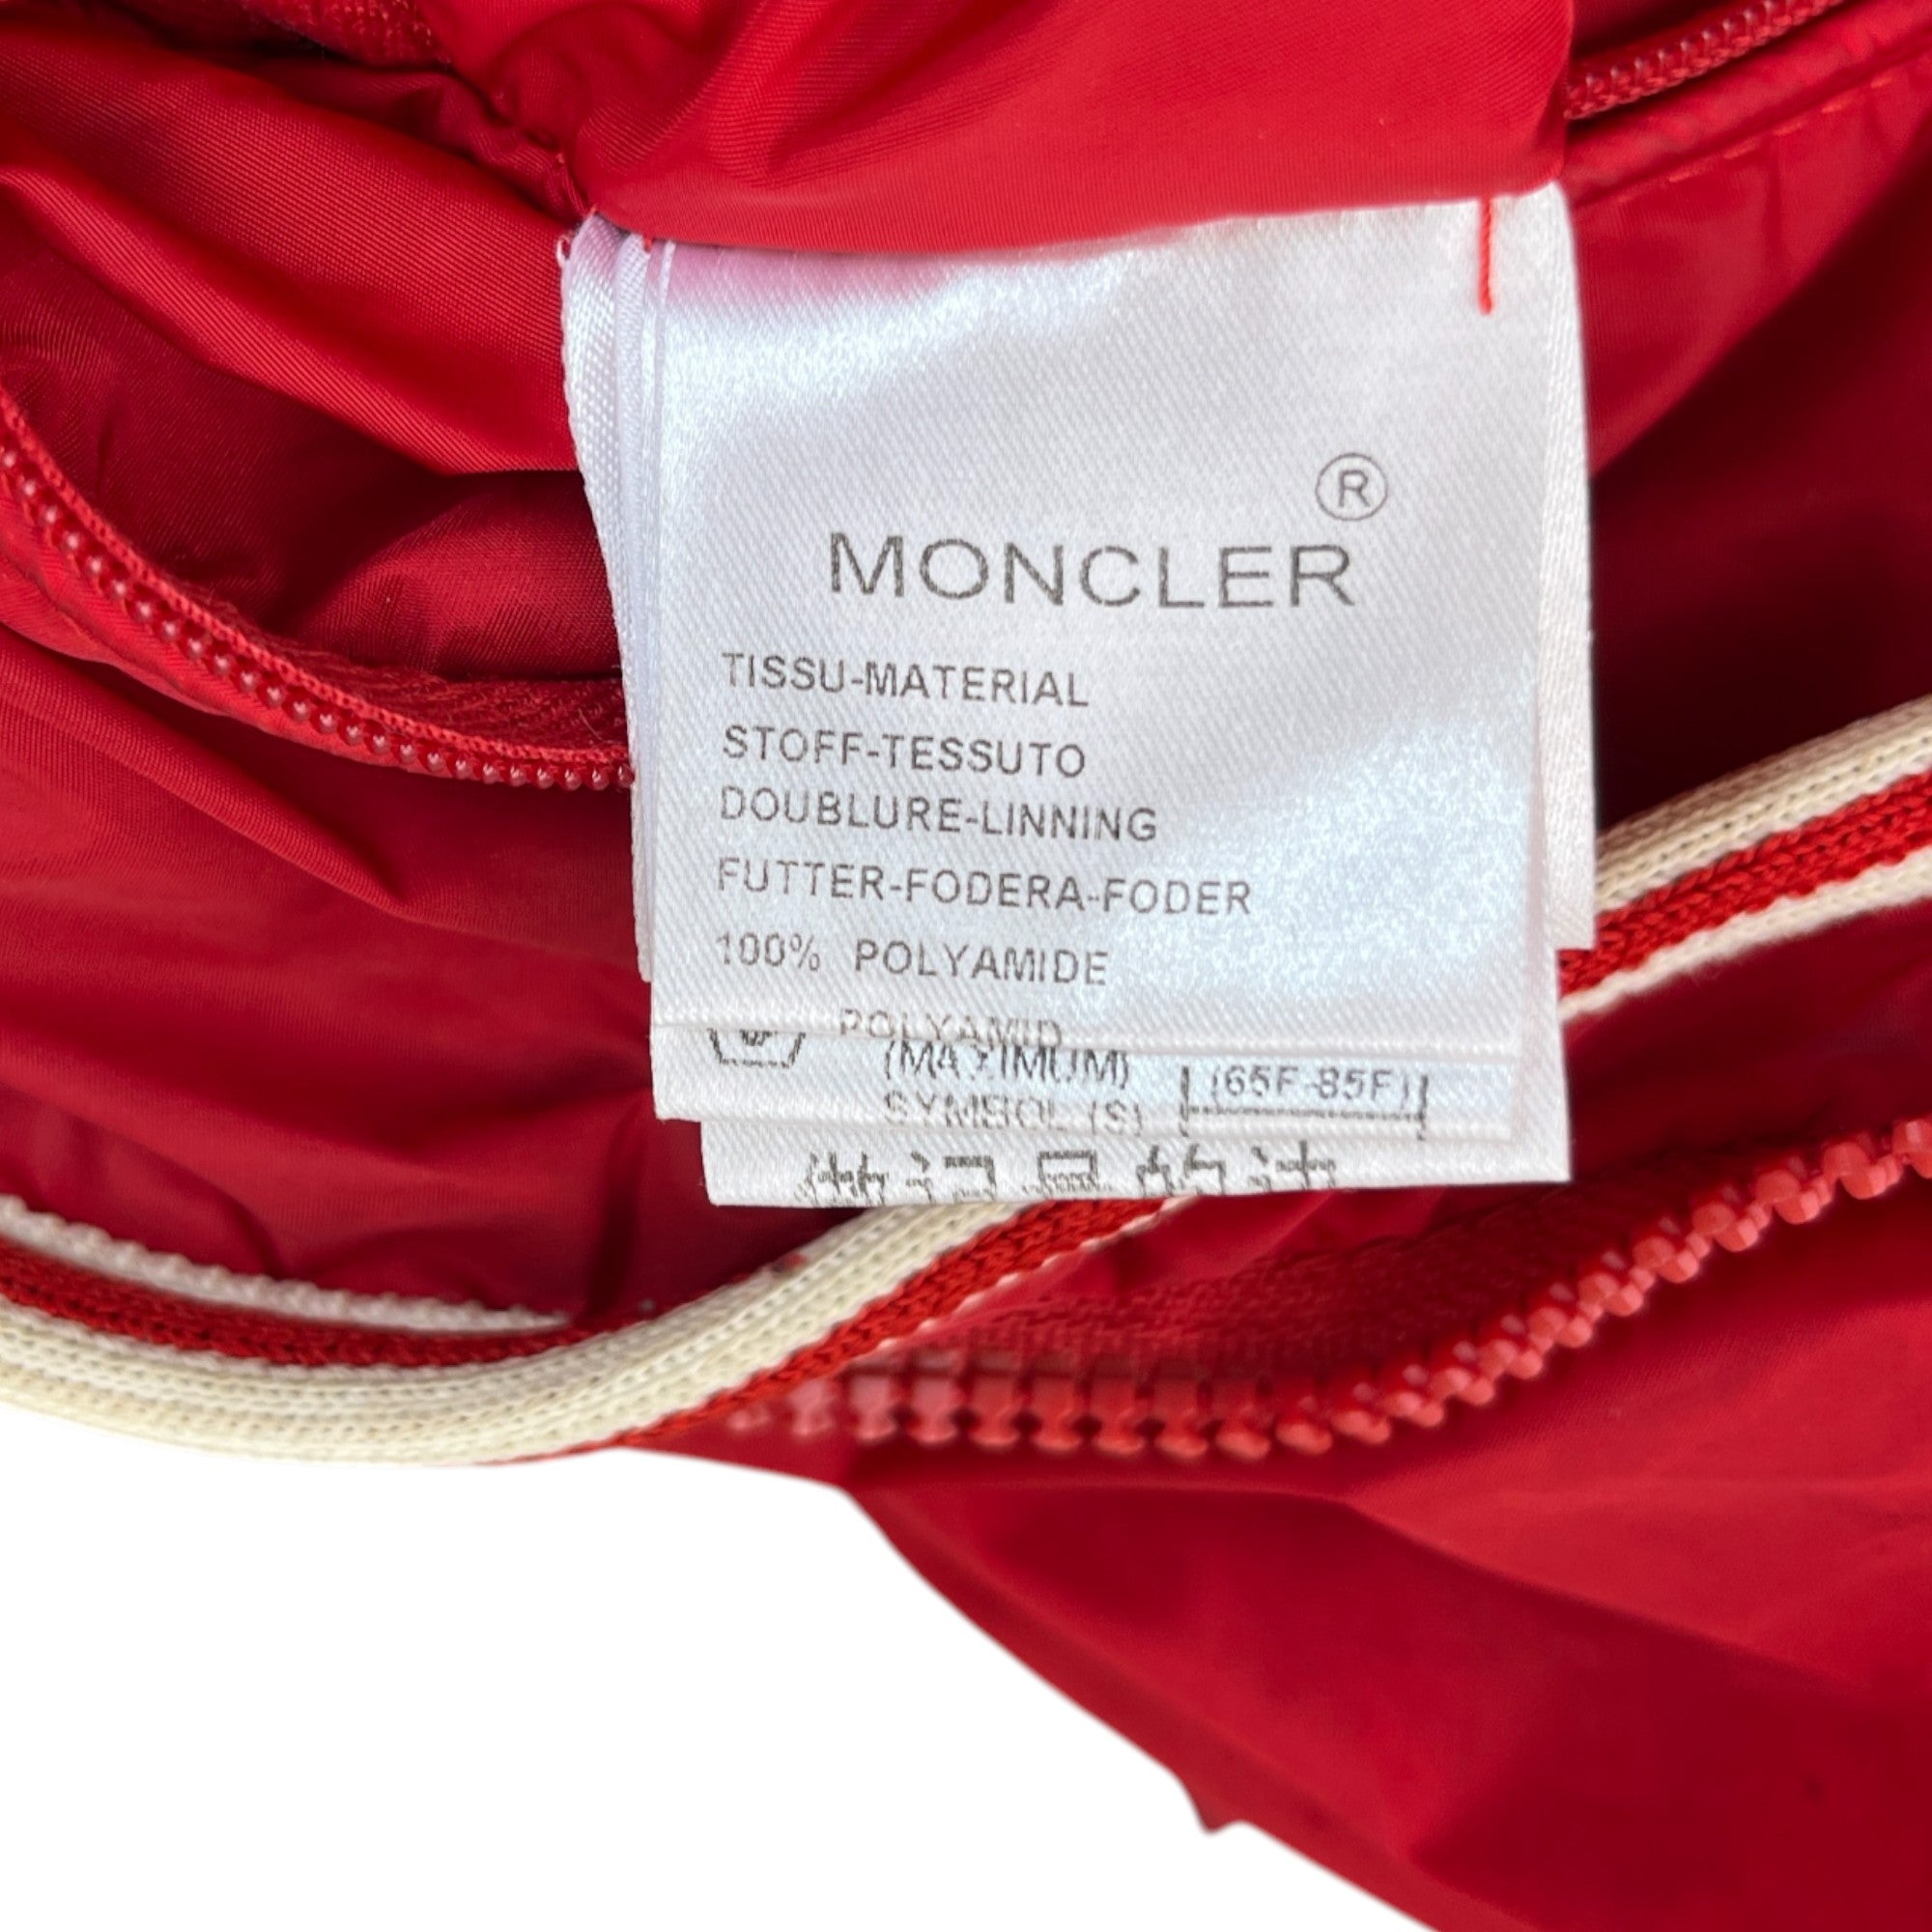 ®
MONCLER
TISSU-MATERIAL
STOFF-TESSUTO
DOUBLURE-LINNING
FUTTER-FODERA-FODER
100% POLYAMIDE
POLYAMID
(MAXIMUM)
(65F-85F)
SYMBOL (S)